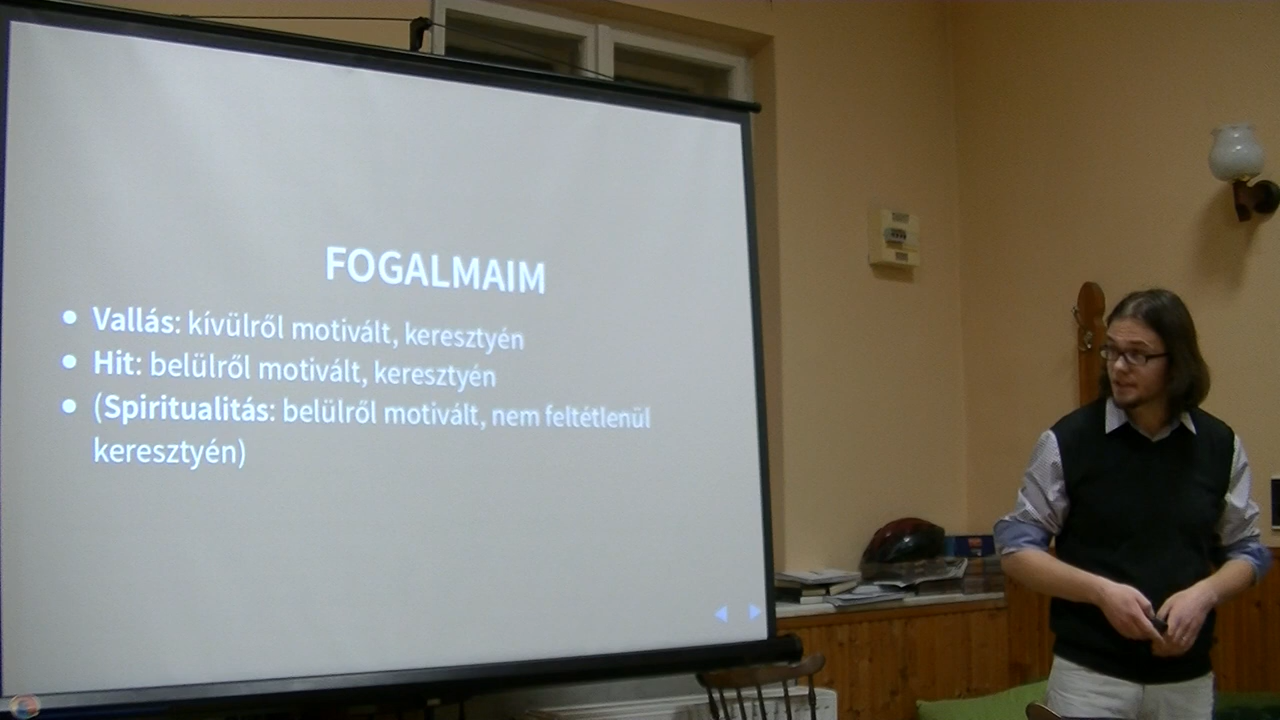 FOGALMAIM
• Vallás: kívülről motivált, keresztyén
• Hit: belülről motivált, keresztyén
• (Spiritualitás: belülről motivált, nem feltétlenül
keresztyén)